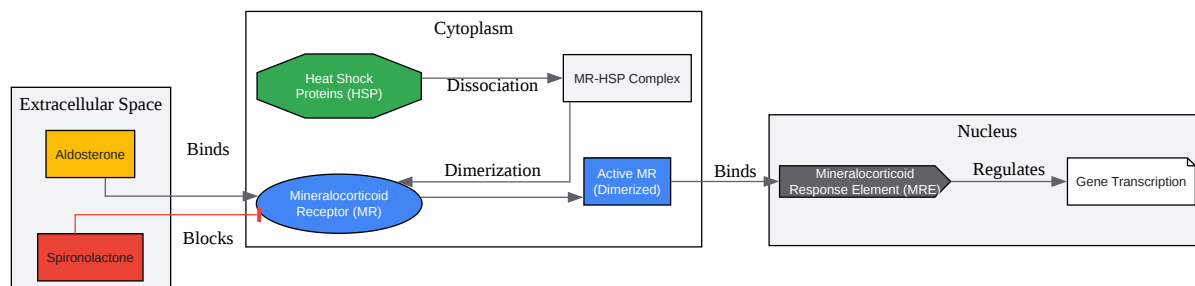 Extracellular Space
Aldosterone
Spironolactone
Binds
Blocks
Cytoplasm
Heat Shock
Proteins (HSP)
Dissociation
MR-HSP Complex
Dimerization
Mineralocorticoid
Receptor (MR)
Active MR
(Dimerized)
Binds
Nucleus
Mineralocorticoid
Response Element (MRE)
Regulates
Gene Transcription